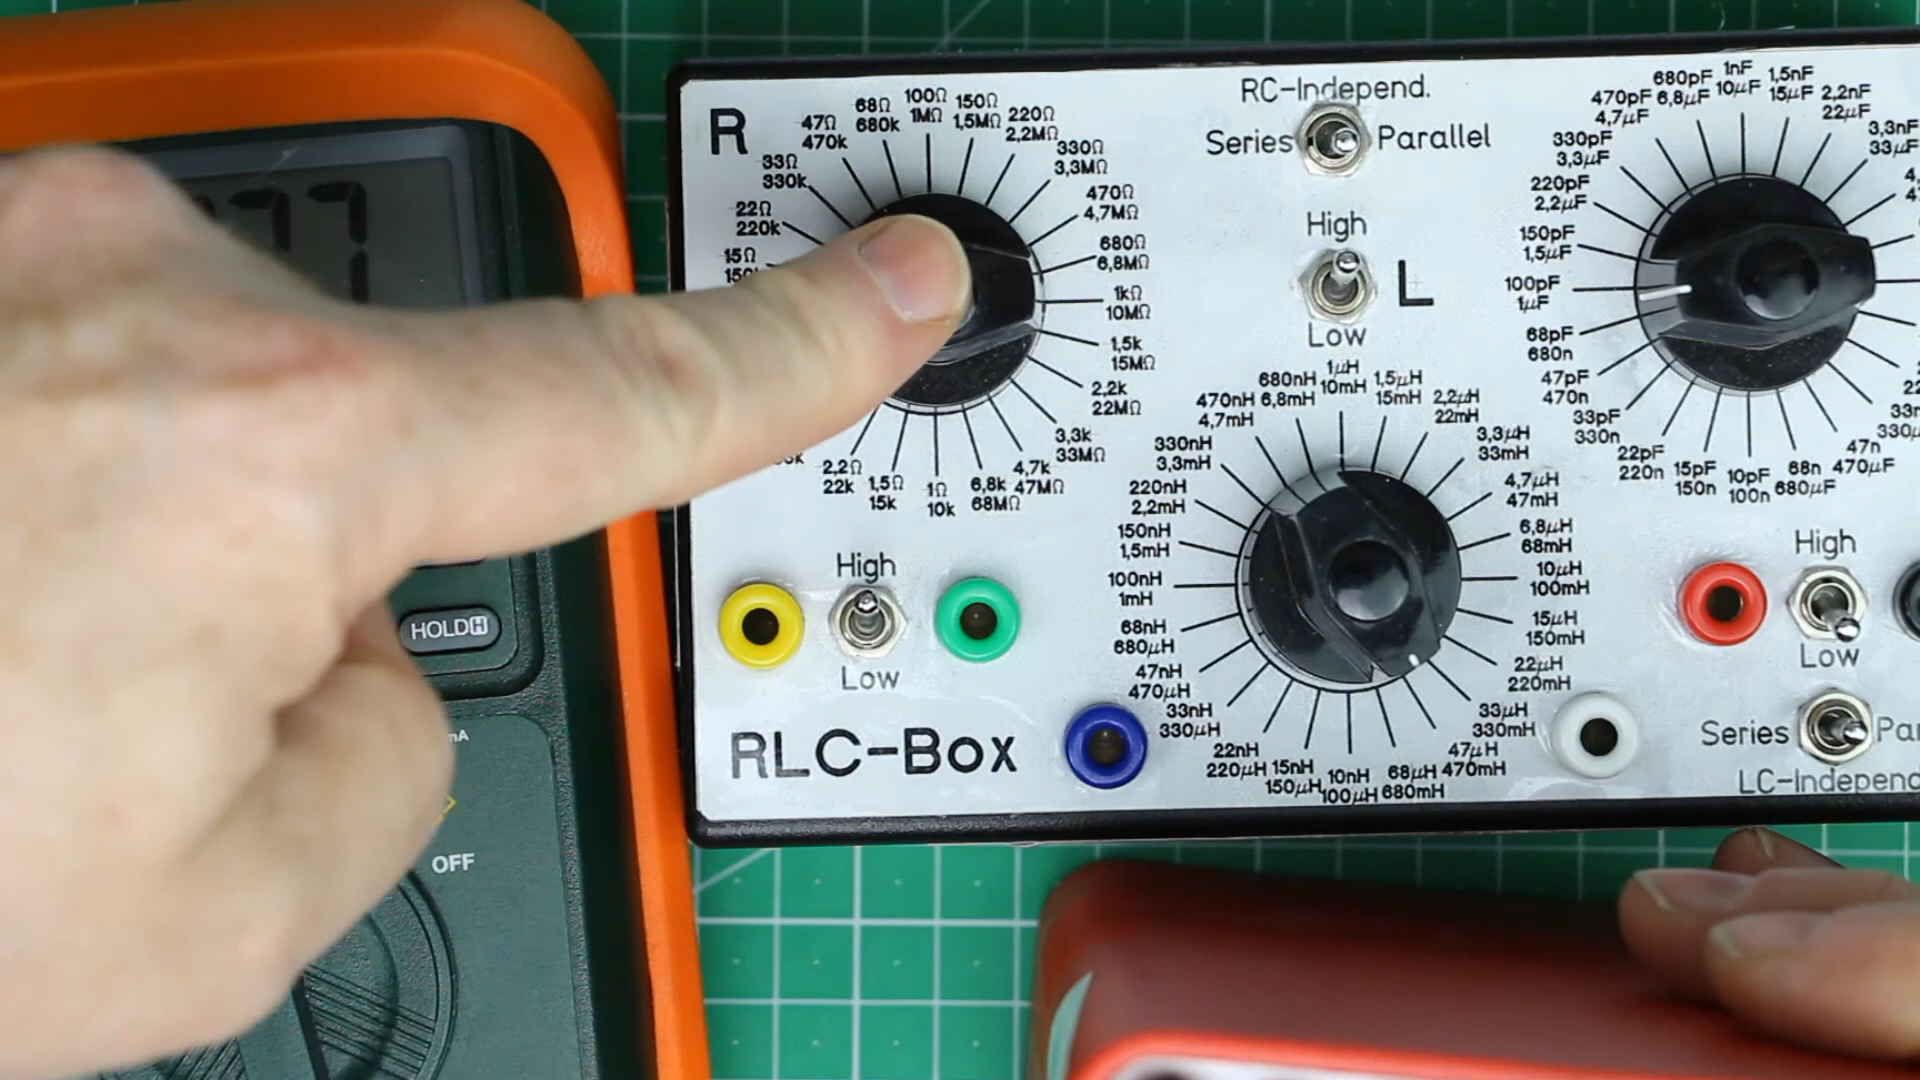 77
HOLD H
mA
OFF
R
100Ω
1MΩ
150Ω
1,5MΩ
220Ω
2,2MΩ
330Ω
3,3MΩ
470Ω
4,7MΩ
680Ω
6,8MΩ
1kΩ
10MΩ
1,5k
15MΩ
2,2k
22MΩ
3,3k
33MΩ
4,7k
47MΩ
6,8k
68MΩ
1Ω
10k
1,5Ω
15k
2,2Ω
22k
15Ω
22Ω
220k
33Ω
330k
47Ω
470k
68Ω
680k
High
Low
RLC-Box
RC-Independ.
Series Parallel
High
L
Low
1µH
10mH
1,5µH
15mH
2,2µH
22mH
3,3µH
33mH
4,7µH
47mH
6,8µH
68mH
10µH
100mH
15µH
150mH
22µH
220mH
33µH
330mH
47µH
470mH
68µH
680mH
10nH
100µH
15nH
150µH
22nH
220µH
33nH
330µH
47nH
470µH
68nH
680µH
100nH
1mH
150nH
1,5mH
220nH
2,2mH
330nH
3,3mH
470nH
4,7mH
680nH
6,8mH
1nF
10µF
1,5nF
15µF
2,2nF
22µF
3,3nF
33µF
47n
470µF
68n
680µF
10pF
100n
15pF
150n
22pF
220n
33pF
330n
47pF
470n
68pF
680n
100pF
1µF
150pF
1,5µF
220pF
2,2µF
330pF
3,3µF
470pF
4,7µF
680pF
6,8µF
High
Low
Series
LC-Independ